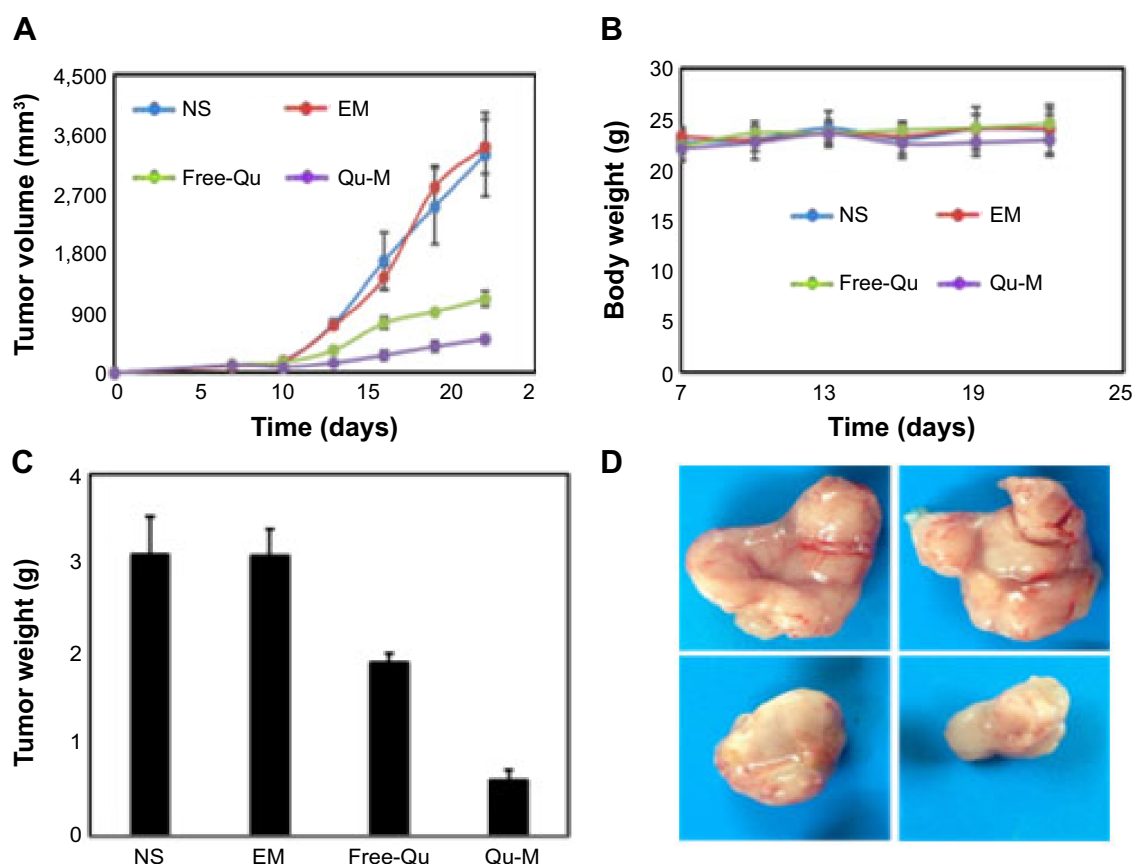 A
4,500
3,600
2,700
1,800
900
0
Tumor volume (mm³)
NS
EM
Free-Qu
Qu-M
0 5 10 15 20 2
Time (days)
B
30
25
20
15
10
5
0
Body weight (g)
NS
EM
Free-Qu
Qu-M
7 13 19 25
Time (days)
C
4
3
2
1
0
Tumor weight (g)
NS EM Free-Qu Qu-M
D